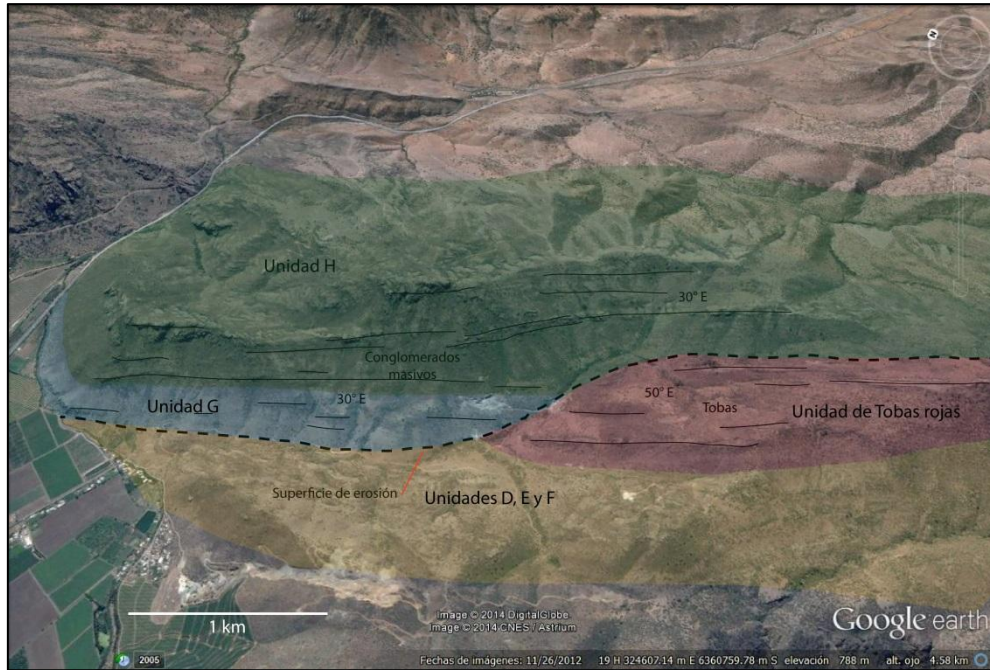 Unidad H
30° E
Conglomerados
masivos
Unidad G
30° E
50° E
Tobas
Unidad de Tobas rojas
Superficie de erosión
Unidades D, E y F
1 km
Image © 2014 DigitalGlobe
Image © 2014 CNES / Astrium
Google earth
2005
Fechas de imágenes: 11/26/2012 19 H 324607.14 m E 6360759.78 m S elevación 788 m alt. ojo 4.58 km
N